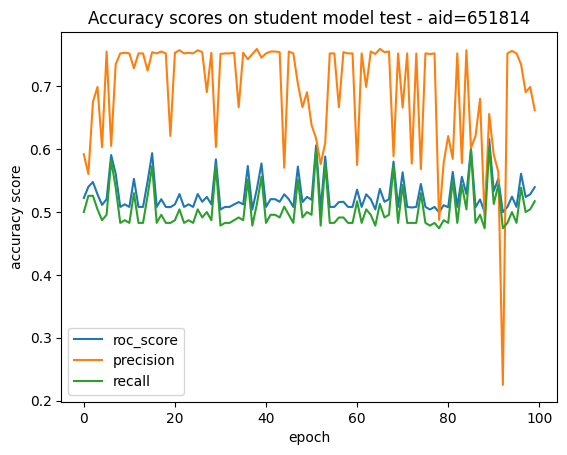 Accuracy scores on student model test - aid=651814
accuracy score
0.7
0.6
0.5
0.4
0.3
0.2
roc_score
precision
recall
0
20
40
60
80
100
epoch